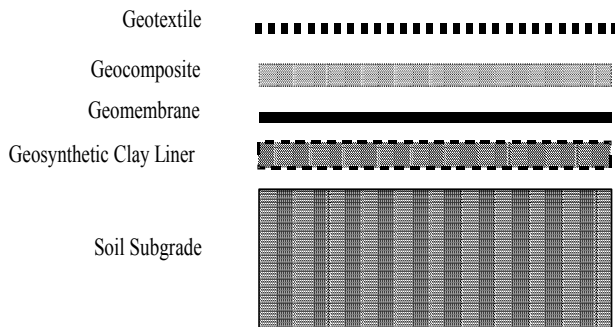 Geotextile
Geocomposite
Geomembrane
Geosynthetic Clay Liner
Soil Subgrade